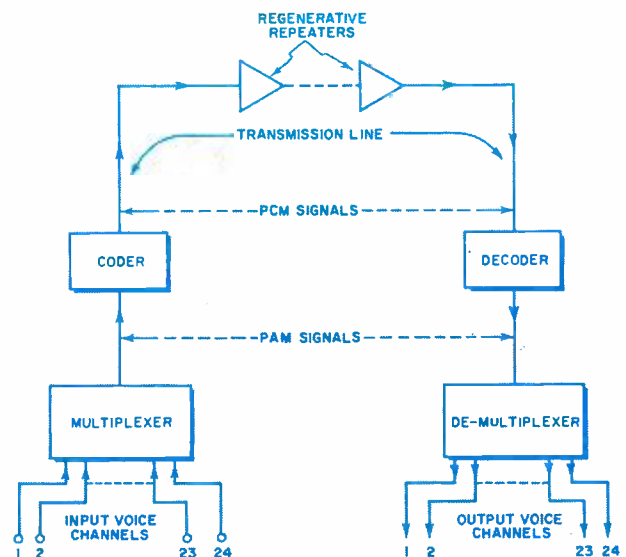 REGENERATIVE
REPEATERS
TRANSMISSION LINE
PCM SIGNALS
CODER
DECODER
PAM SIGNALS
MULTIPLEXER
DE-MULTIPLEXER
INPUT VOICE
CHANNELS
OUTPUT VOICE
CHANNELS
1 2 23 24
1 2 23 24